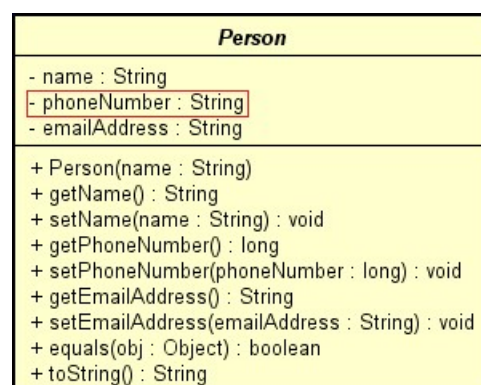 Person
- name : String
- phoneNumber : String
- emailAddress : String
+ Person(name : String)
+ getName() : String
+ setName(name : String) : void
+ getPhoneNumber() : long
+ setPhoneNumber(phoneNumber : long) : void
+ getEmailAddress() : String
+ setEmailAddress(emailAddress : String) : void
+ equals(obj : Object) : boolean
+ toString() : String